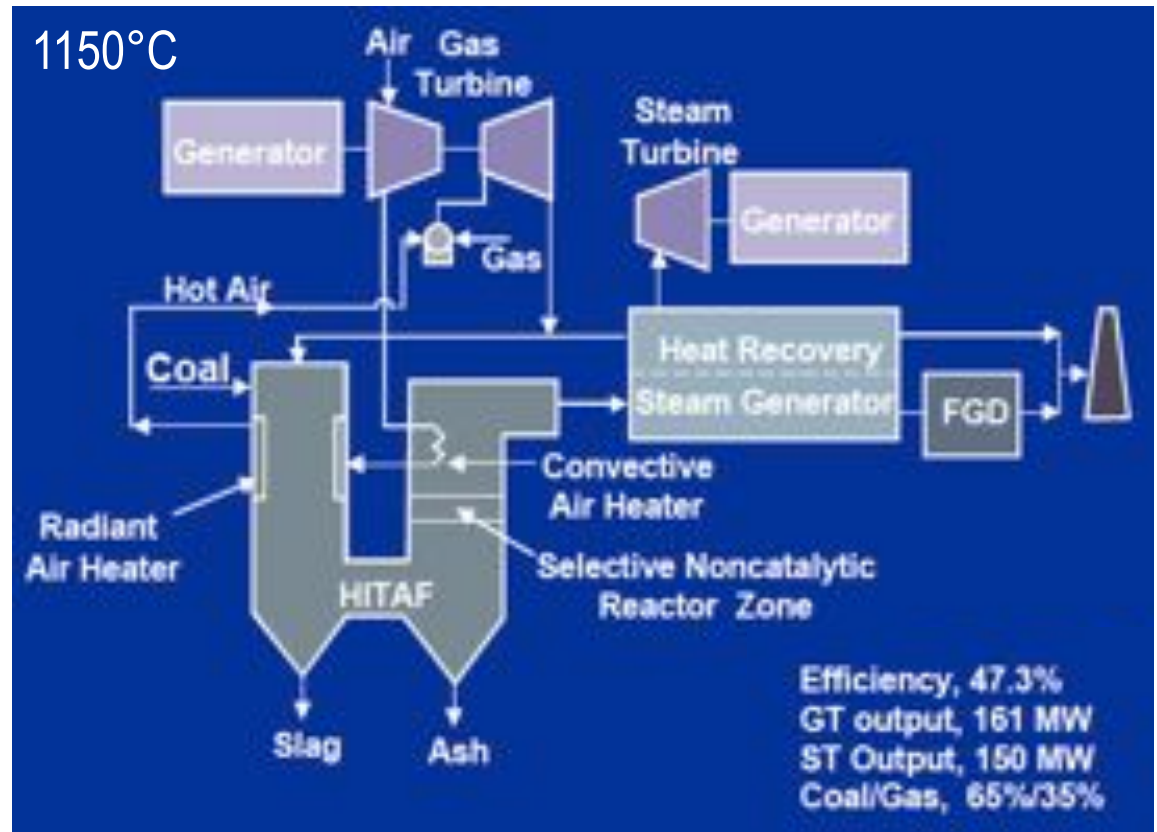 1150°C
Air Gas
Turbine
Generator
Steam
Turbine
Generator
Gas
Hot Air
Coal
Heat Recovery
Steam Generator
FGD
Convective
Air Heater
Radiant
Air Heater
Selective Noncatalytic
Reactor Zone
HITAF
Slag
Ash
Efficiency, 47.3%
GT output, 161 MW
ST Output, 150 MW
Coal/Gas, 65%/35%